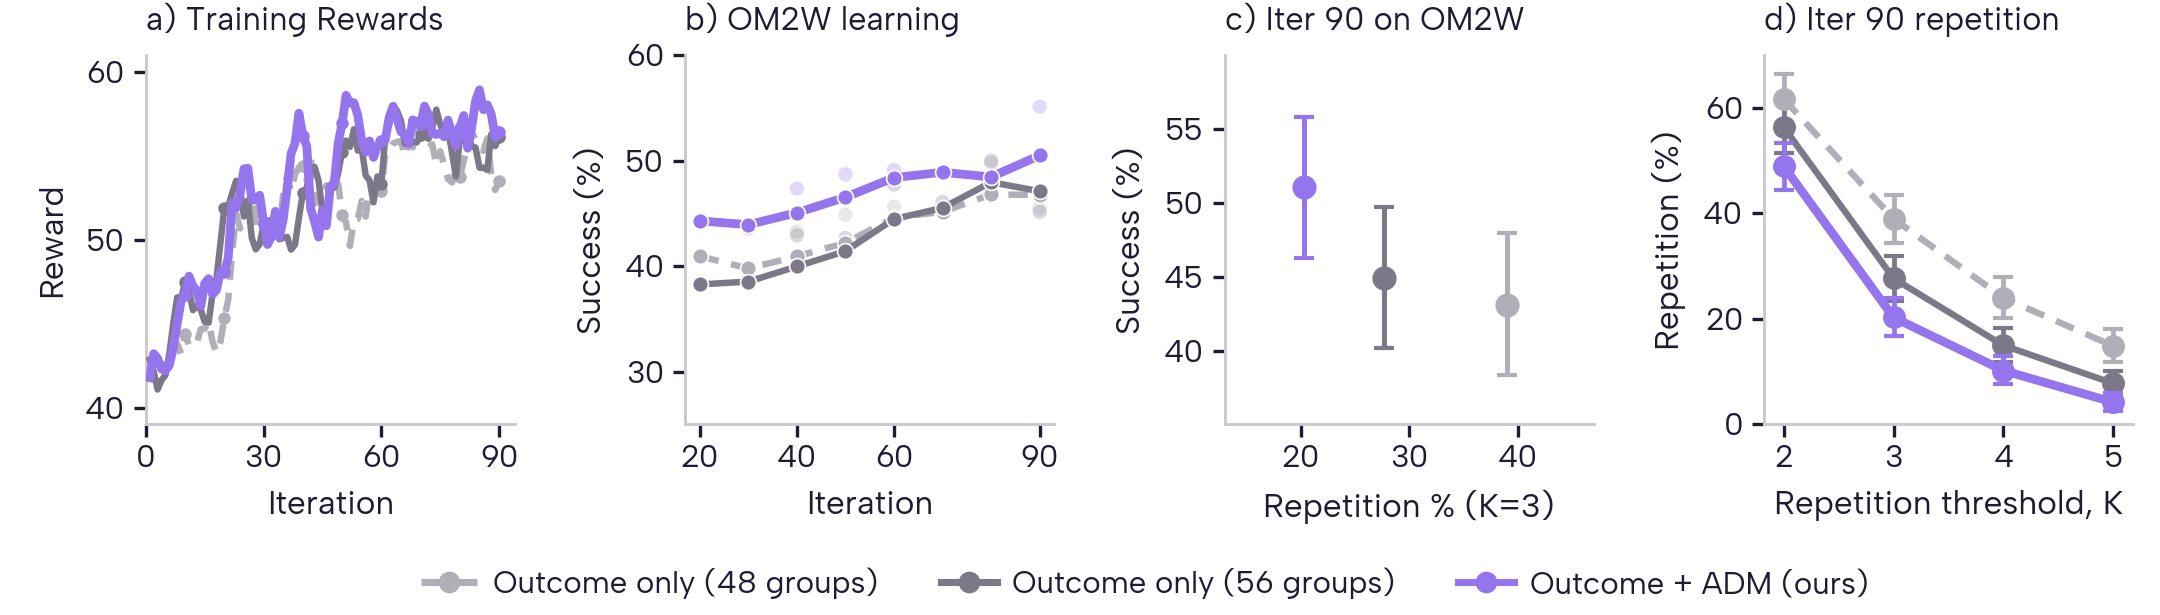 a) Training Rewards
60
50
40
Reward
0 30 60 90
Iteration
b) OM2W learning
60
50
40
30
Success (%)
20 40 60 90
Iteration
c) Iter 90 on OM2W
55
50
45
40
Success (%)
20 30 40
Repetition % (K=3)
d) Iter 90 repetition
60
40
20
0
Repetition (%)
2 3 4 5
Repetition threshold, K
Outcome only (48 groups)
Outcome only (56 groups)
Outcome + ADM (ours)